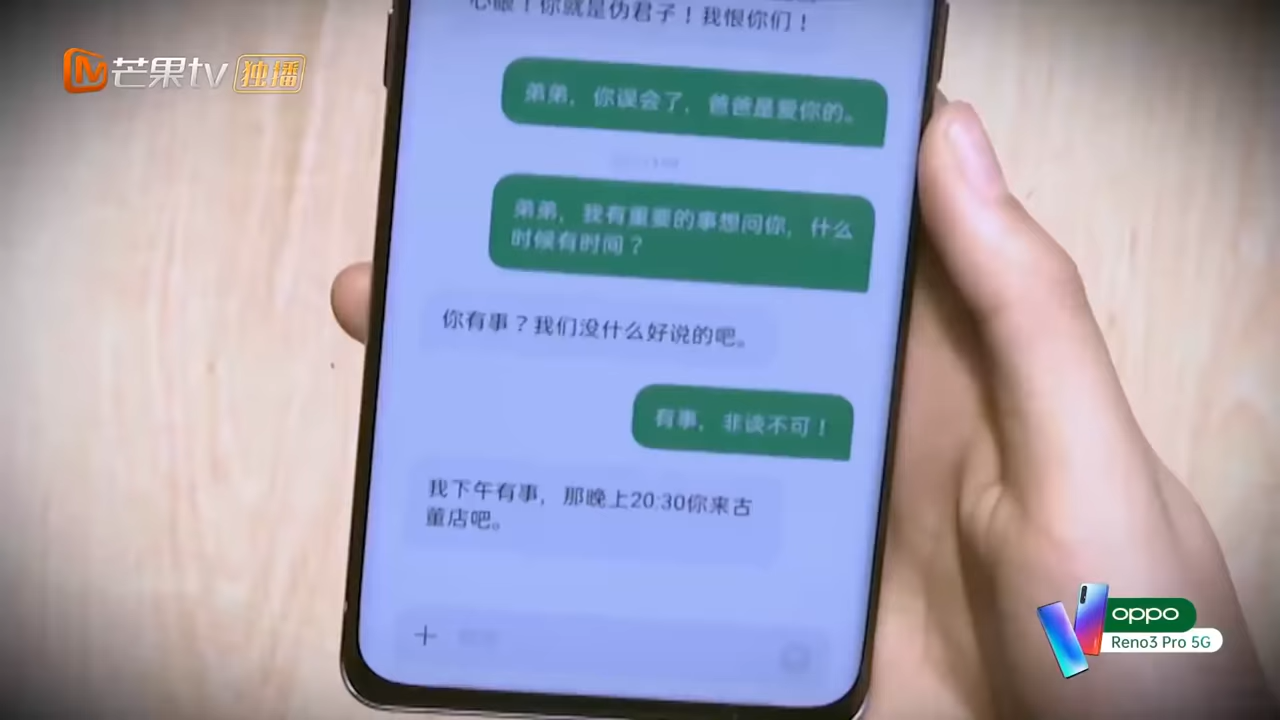 芒果tv 独播
心眼！你就是伪君子！我恨你们！
弟弟，你误会了，爸爸是爱你的。
弟弟，我有重要的事想问你，什么
时候有时间？
你有事？我们没什么好说的吧。
有事，非谈不可！
我下午有事，那晚上20:30你来古
董店吧。
oppo
Reno3 Pro 5G